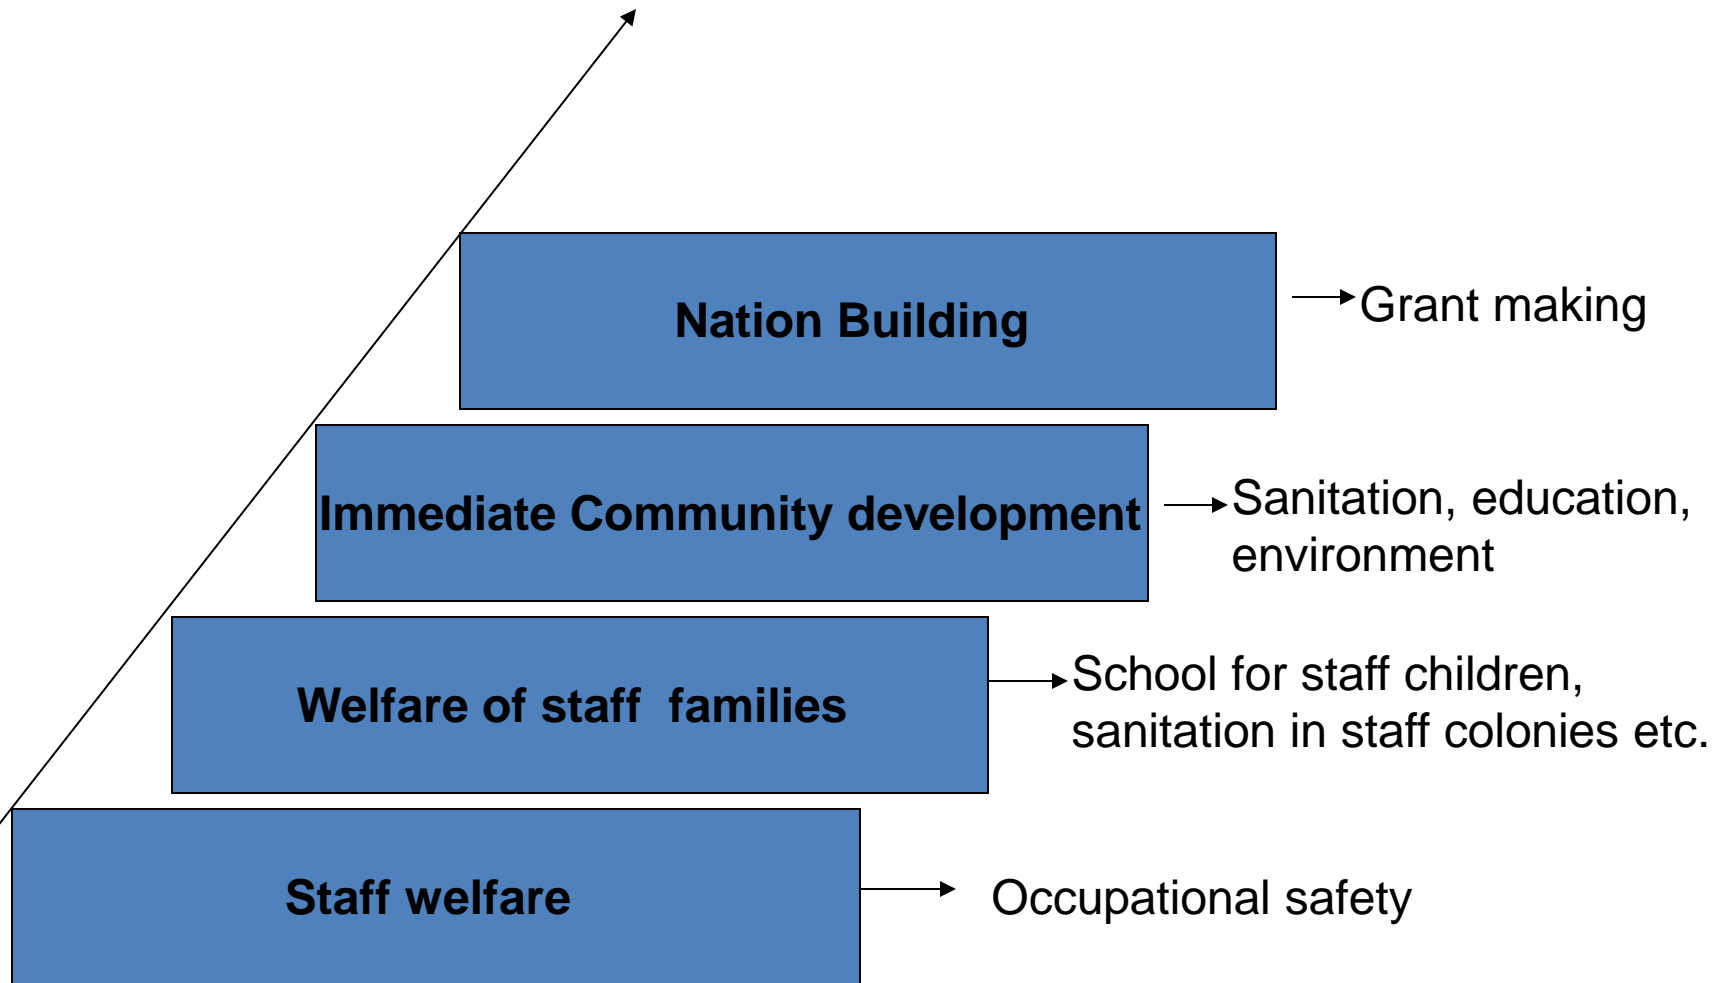 Nation Building
Grant making
Immediate Community development
Sanitation, education,
environment
Welfare of staff  families
School for staff children,
sanitation in staff colonies etc.
Staff welfare
Occupational safety